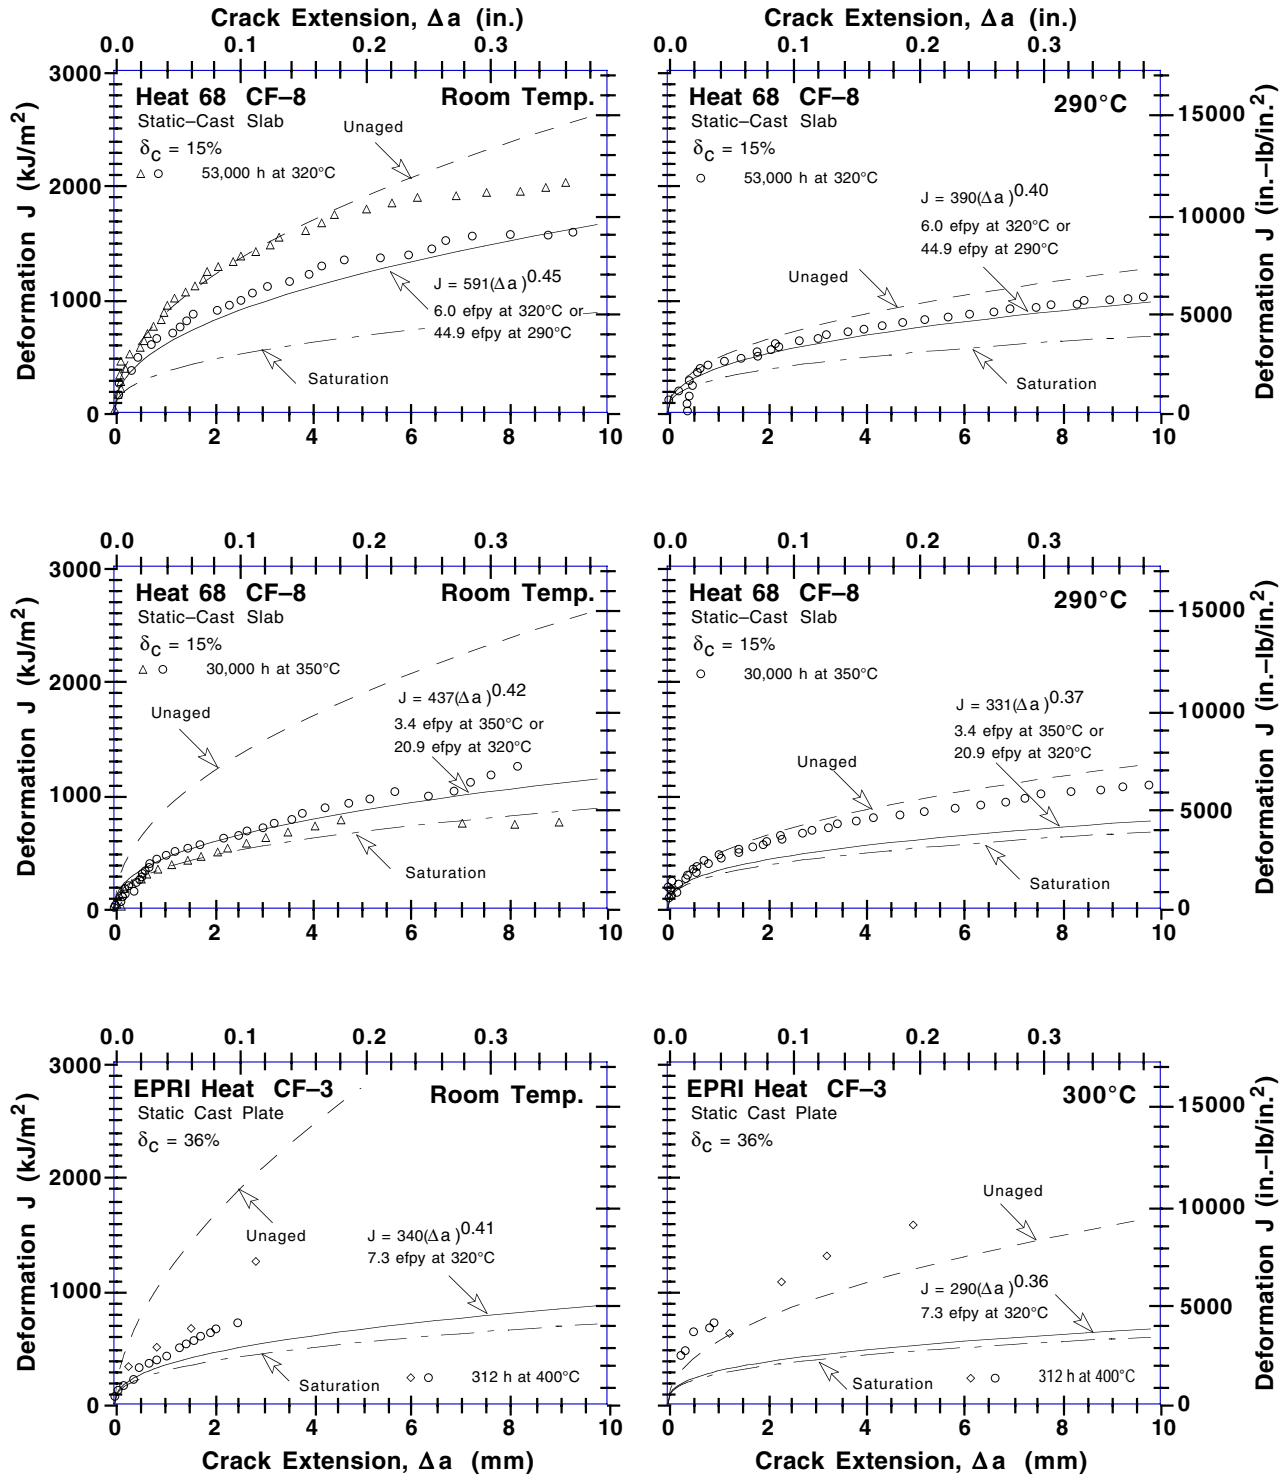 Crack Extension, Δa (in.)
0.0 0.1 0.2 0.3
3000
2000
1000
0
Deformation J (kJ/m²)
Heat 68 CF–8 Room Temp.
Static–Cast Slab
δC = 15%
53,000 h at 320°C
Unaged
J = 591(Δa)0.45
6.0 efpy at 320°C or
44.9 efpy at 290°C
Saturation
0 2 4 6 8 10
Crack Extension, Δa (in.)
0.0 0.1 0.2 0.3
Heat 68 CF–8 290°C
Static–Cast Slab
δC = 15%
53,000 h at 320°C
J = 390(Δa)0.40
6.0 efpy at 320°C or
44.9 efpy at 290°C
Unaged
Saturation
15000
10000
5000
0
Deformation J (in.–lb/in.²)
0 2 4 6 8 10
0.0 0.1 0.2 0.3
3000
2000
1000
0
Deformation J (kJ/m²)
Heat 68 CF–8 Room Temp.
Static–Cast Slab
δC = 15%
30,000 h at 350°C
Unaged
J = 437(Δa)0.42
3.4 efpy at 350°C or
20.9 efpy at 320°C
Saturation
0 2 4 6 8 10
0.0 0.1 0.2 0.3
Heat 68 CF–8 290°C
Static–Cast Slab
δC = 15%
30,000 h at 350°C
J = 331(Δa)0.37
3.4 efpy at 350°C or
20.9 efpy at 320°C
Unaged
Saturation
15000
10000
5000
0
Deformation J (in.–lb/in.²)
0 2 4 6 8 10
0.0 0.1 0.2 0.3
3000
2000
1000
0
Deformation J (kJ/m²)
EPRI Heat CF–3 Room Temp.
Static Cast Plate
δC = 36%
Unaged
J = 340(Δa)0.41
7.3 efpy at 320°C
Saturation
312 h at 400°C
0 2 4 6 8 10
Crack Extension, Δa (mm)
0.0 0.1 0.2 0.3
EPRI Heat CF–3 300°C
Static Cast Plate
δC = 36%
Unaged
J = 290(Δa)0.36
7.3 efpy at 320°C
Saturation
312 h at 400°C
15000
10000
5000
0
Deformation J (in.–lb/in.²)
0 2 4 6 8 10
Crack Extension, Δa (mm)